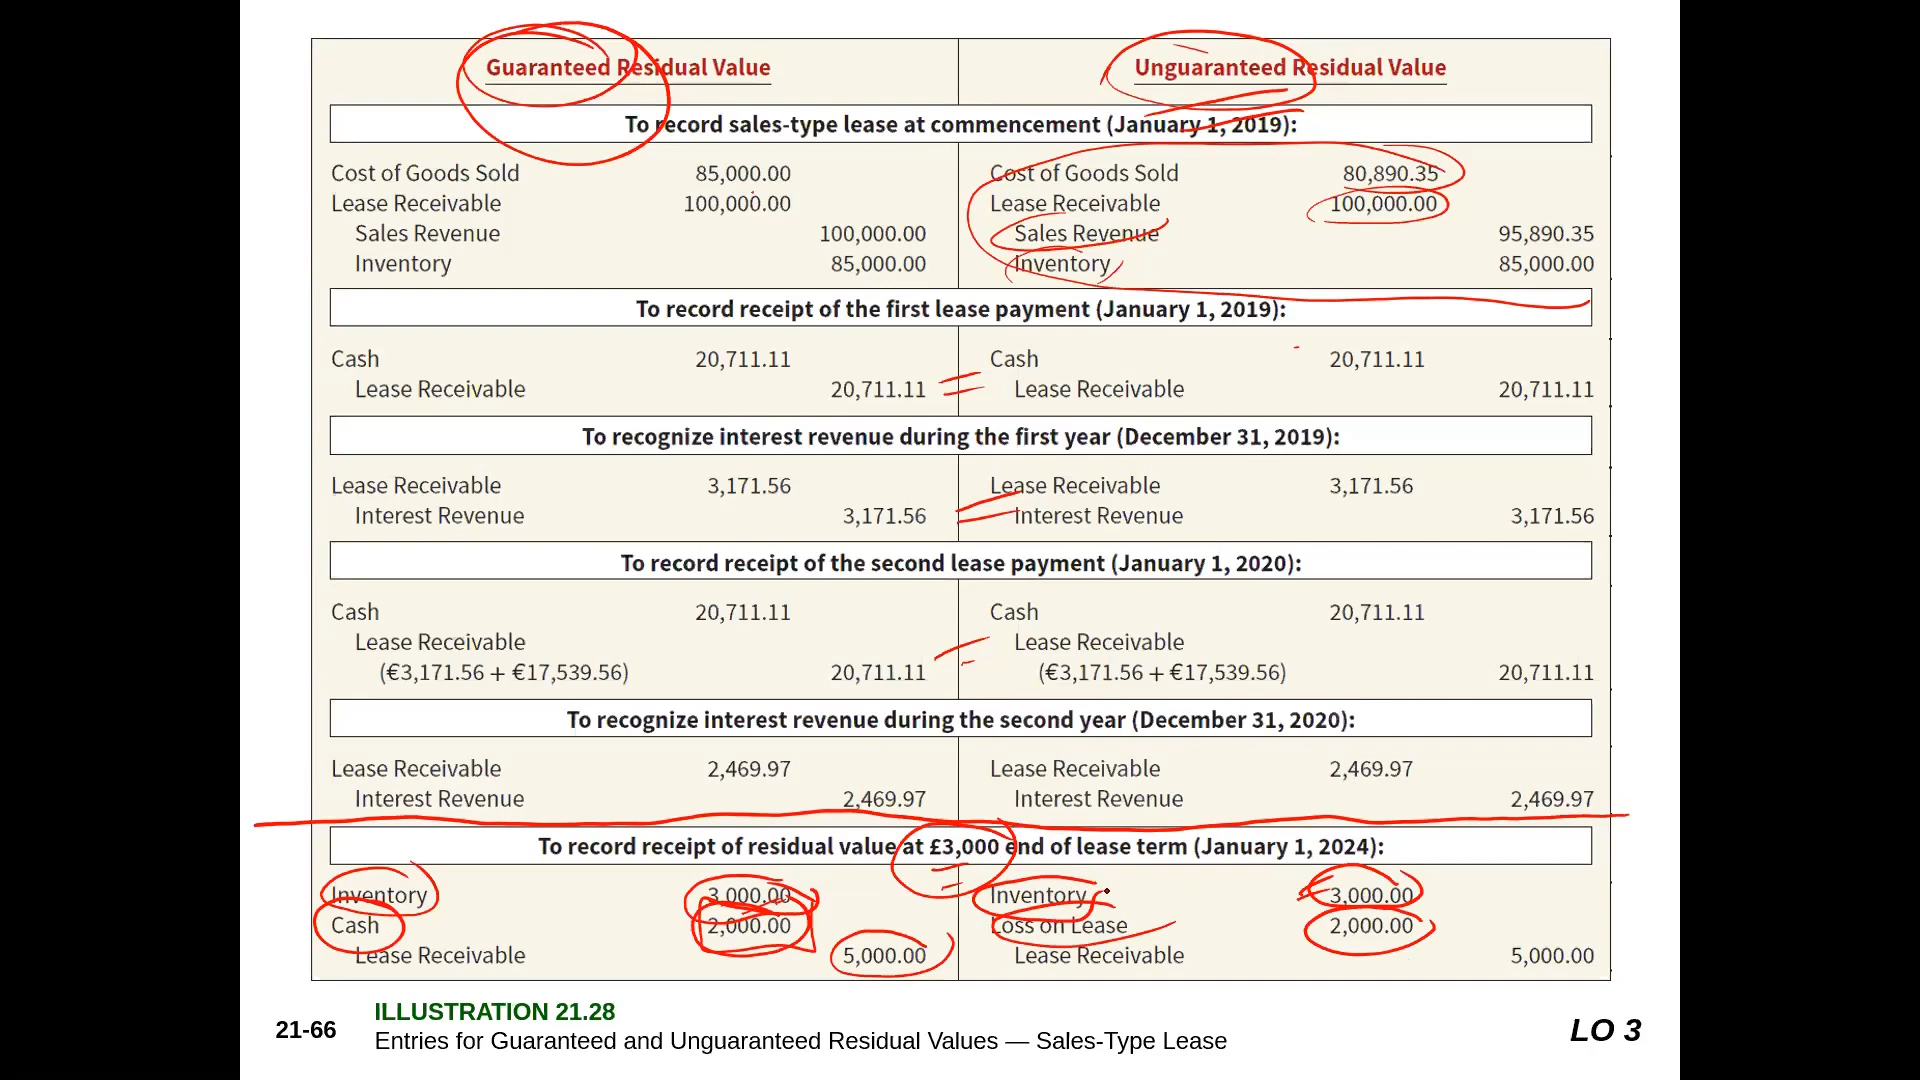 Guaranteed Residual Value Unguaranteed Residual Value
To record sales-type lease at commencement (January 1, 2019):
Cost of Goods Sold 85,000.00 Cost of Goods Sold 80,890.35
Lease Receivable 100,000.00 Lease Receivable 100,000.00
Sales Revenue 100,000.00 Sales Revenue 95,890.35
Inventory 85,000.00 Inventory 85,000.00
To record receipt of the first lease payment (January 1, 2019):
Cash 20,711.11 Cash 20,711.11
Lease Receivable 20,711.11 Lease Receivable 20,711.11
To recognize interest revenue during the first year (December 31, 2019):
Lease Receivable 3,171.56 Lease Receivable 3,171.56
Interest Revenue 3,171.56 Interest Revenue 3,171.56
To record receipt of the second lease payment (January 1, 2020):
Cash 20,711.11 Cash 20,711.11
Lease Receivable Lease Receivable
(€3,171.56 + €17,539.56) 20,711.11 (€3,171.56 + €17,539.56) 20,711.11
To recognize interest revenue during the second year (December 31, 2020):
Lease Receivable 2,469.97 Lease Receivable 2,469.97
Interest Revenue 2,469.97 Interest Revenue 2,469.97
To record receipt of residual value at £3,000 end of lease term (January 1, 2024):
Inventory 3,000.00 Inventory 3,000.00
Cash 2,000.00 Loss on Lease 2,000.00
Lease Receivable 5,000.00 Lease Receivable 5,000.00
ILLUSTRATION 21.28
21-66 Entries for Guaranteed and Unguaranteed Residual Values — Sales-Type Lease LO 3